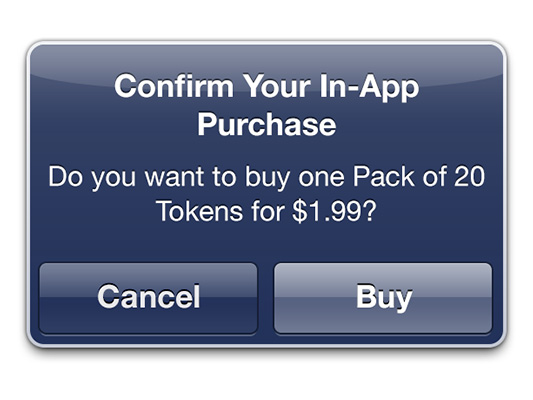 Confirm Your In-App
Purchase
Do you want to buy one Pack of 20
Tokens for $1.99?
Cancel
Buy